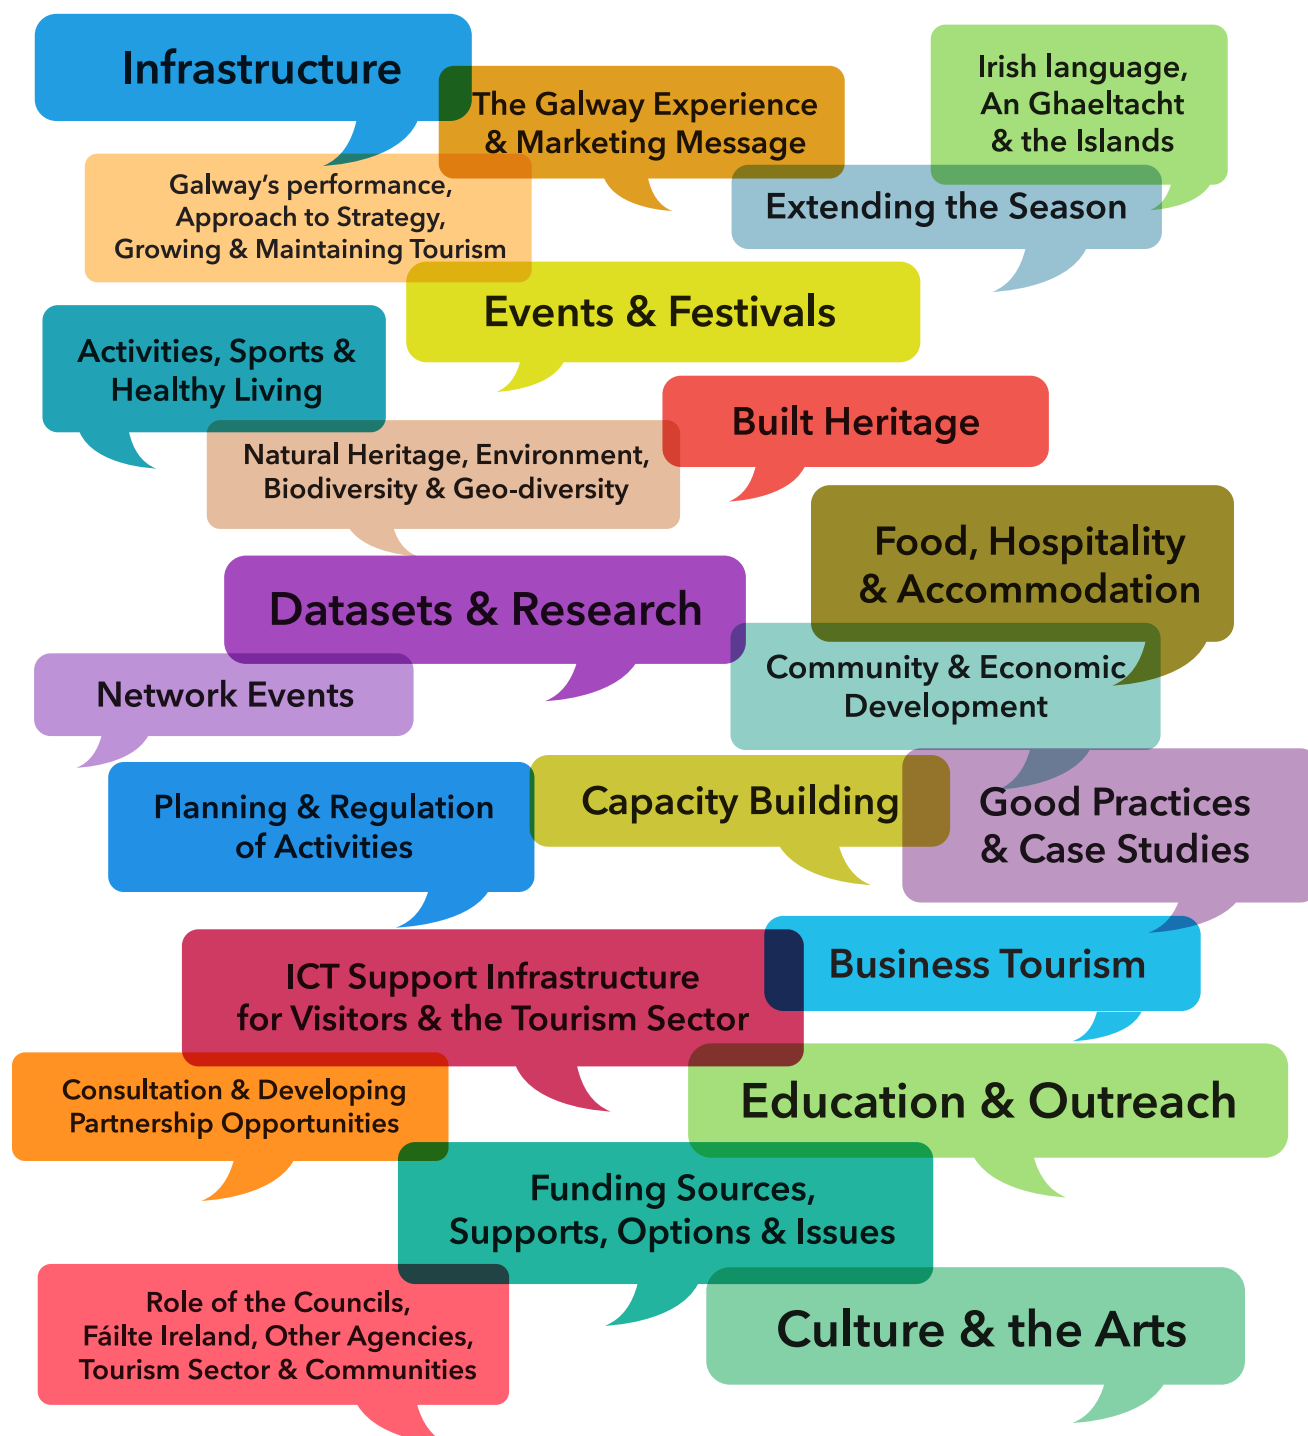 Infrastructure
The Galway Experience
& Marketing Message
Irish language,
An Ghaeltacht
& the Islands
Galway’s performance,
Approach to Strategy,
Growing & Maintaining Tourism
Extending the Season
Events & Festivals
Activities, Sports &
Healthy Living
Built Heritage
Natural Heritage, Environment,
Biodiversity & Geo-diversity
Food, Hospitality
& Accommodation
Datasets & Research
Community & Economic
Development
Network Events
Planning & Regulation
of Activities
Capacity Building
Good Practices
& Case Studies
ICT Support Infrastructure
for Visitors & the Tourism Sector
Business Tourism
Consultation & Developing
Partnership Opportunities
Education & Outreach
Funding Sources,
Supports, Options & Issues
Role of the Councils,
Fáilte Ireland, Other Agencies,
Tourism Sector & Communities
Culture & the Arts